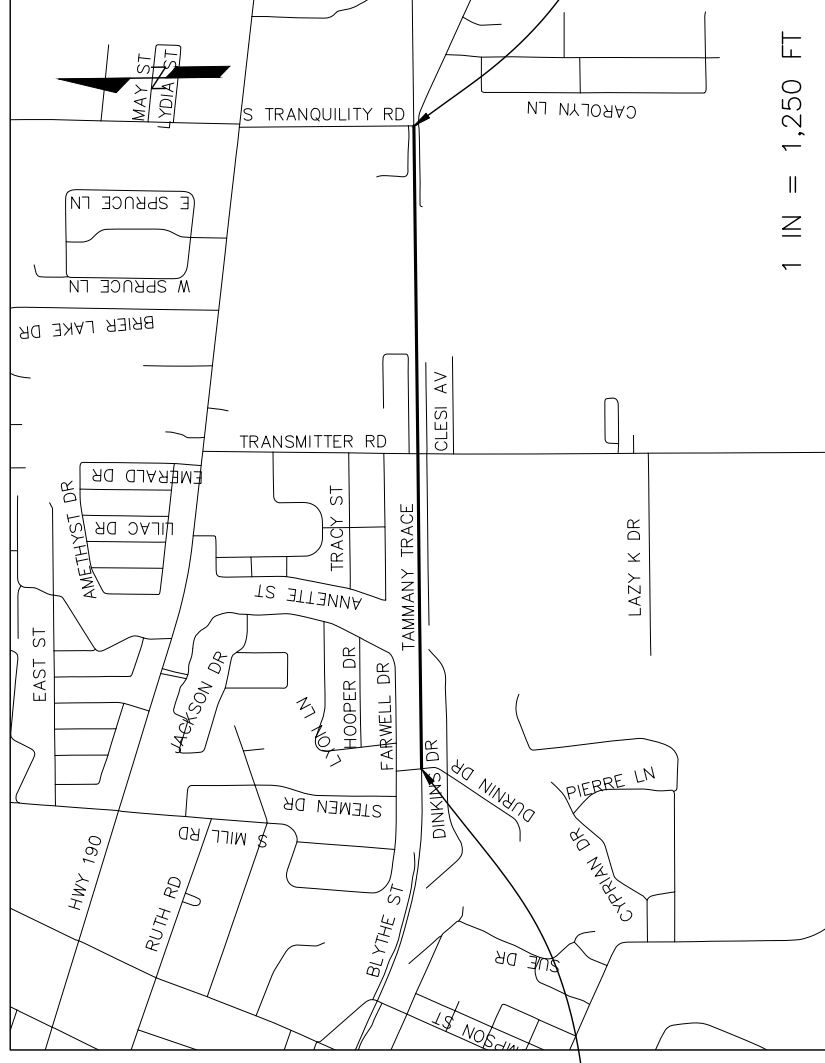 MAY ST
LYDIA ST
S TRANQUILITY RD
CAROLYN LN
1 IN = 1,250 FT
E SPRUCE LN
W SPRUCE LN
BRIER LAKE DR
CLESI AV
TRANSMITTER RD
EMERALD DR
AMETHYST DR
LILAC DR
TRACY ST
TAMMANY TRACE
LAZY K DR
ANNETTE ST
EAST ST
JACKSON DR
LYON LN
HOOPER DR
FARWELL DR
DINKINS DR
DURNIN DR
PIERRE LN
STEMEN DR
S MILL RD
HWY 190
RUTH RD
CYPRIAN DR
BLYTHE ST
SUE DR
MPSON ST